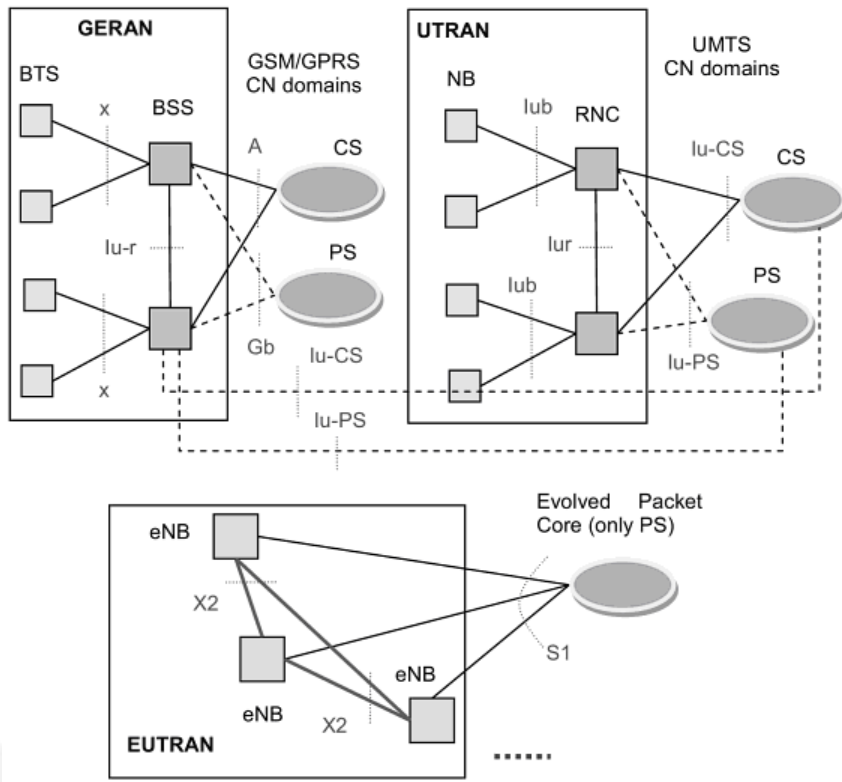 GERAN
BTS
x
BSS
GSM/GPRS
CN domains
A
CS
Iu-r
PS
x
Gb
Iu-CS
Iu-PS
UTRAN
NB
Iub
RNC
UMTS
CN domains
Iu-CS
CS
Iur
Iub
PS
Iu-PS
eNB
X2
eNB
X2
eNB
EUTRAN
Evolved Packet
Core (only PS)
S1